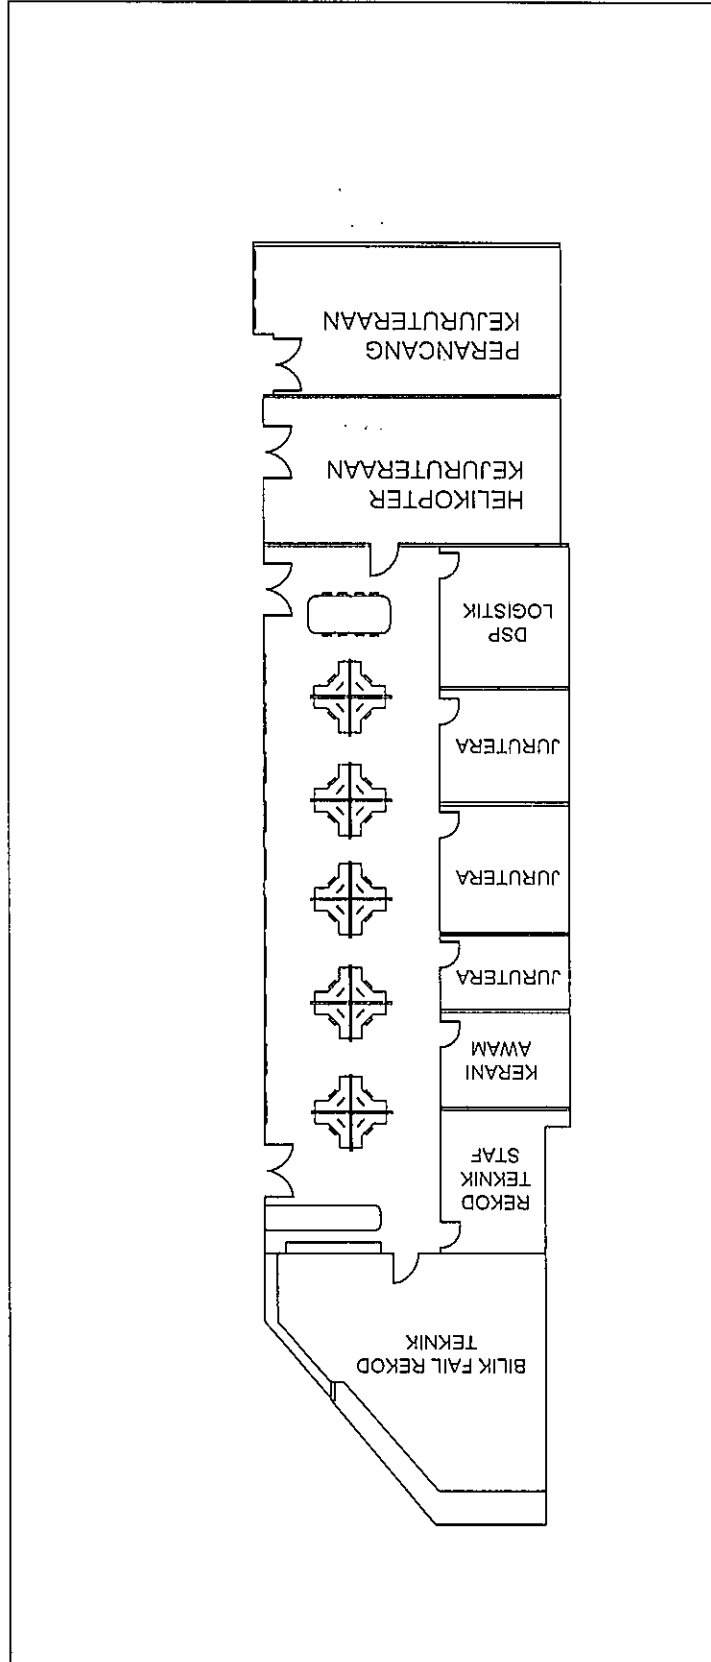 BILIK FAIL REKOD
TEKNIK
REKOD
TEKNIK
STAF
KERANI
AWAM
JURUTERA
JURUTERA
JURUTERA
DSP
LOGISTIK
HELIKOPTER
KEJURUTERAAN
PERANCANG
KEJURUTERAAN